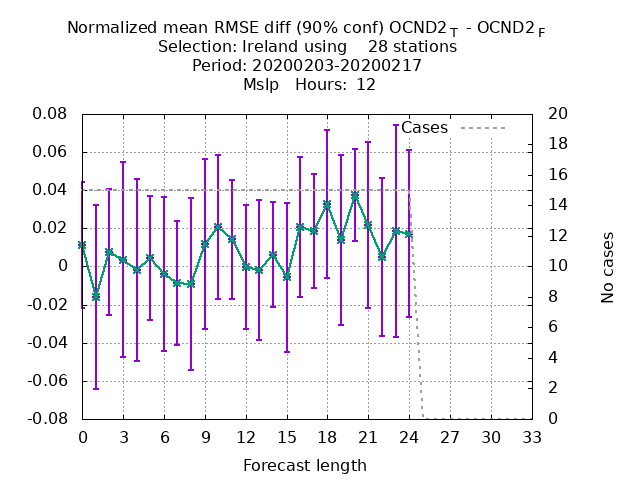 Normalized mean RMSE diff (90% conf) OCND2 T - OCND2 F
Selection: Ireland using    28 stations
Period: 20200203-20200217
Mslp   Hours: 12
0.08
0.06
0.04
0.02
0
-0.02
-0.04
-0.06
-0.08
Cases
20
18
16
14
12
10
8
6
4
2
0
No cases
0 3 6 9 12 15 18 21 24 27 30 33
Forecast length